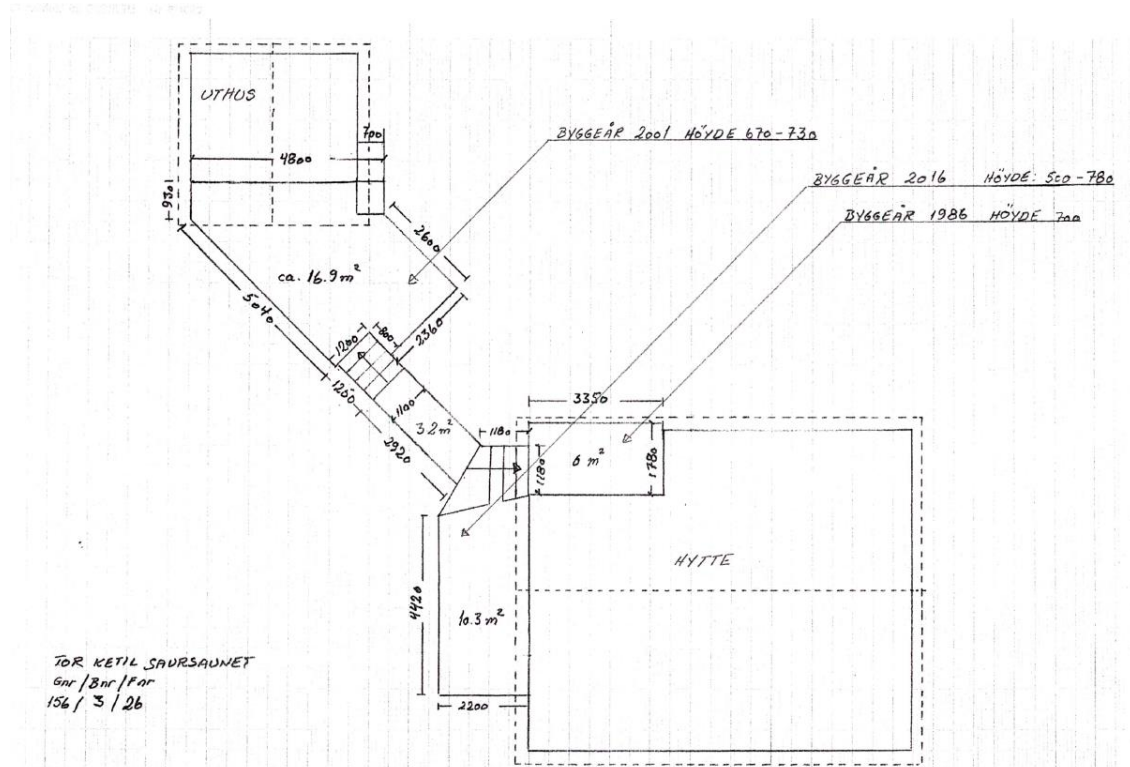 UTHUS
700
4800
930
BYGGEÅR 2001 HÖYDE 670-730
BYGGEÅR 2016 HÖYDE: 500-780
BYGGEÅR 1986 HÖYDE 700
2600
ca. 16.9 m²
5040
2360
1200
800
1250
1100
3.2 m²
2920
3350
1180
1180
6 m²
1780
HYTTE
4420
10.3 m²
2200
TOR KETIL SAURSAUNET
Gnr / Bnr / Fnr
156 / 3 / 26